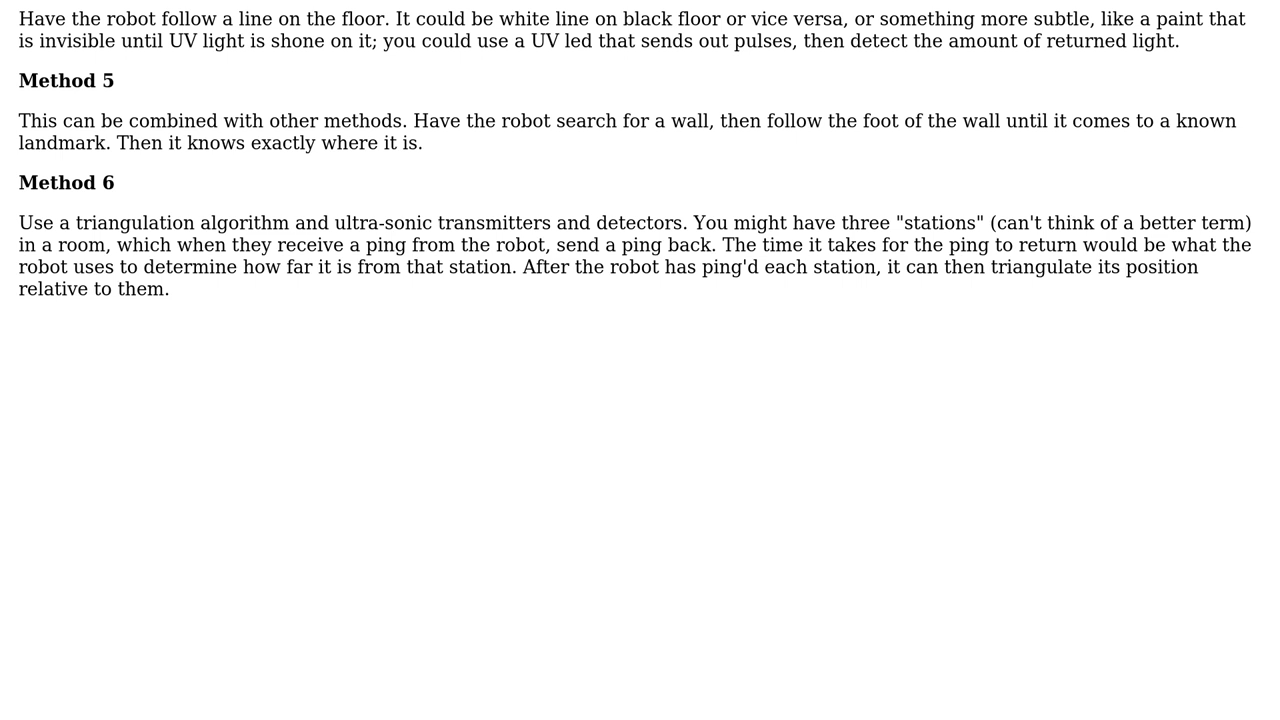 Have the robot follow a line on the floor. It could be white line on black floor or vice versa, or something more subtle, like a paint that
is invisible until UV light is shone on it; you could use a UV led that sends out pulses, then detect the amount of returned light.
Method 5
This can be combined with other methods. Have the robot search for a wall, then follow the foot of the wall until it comes to a known
landmark. Then it knows exactly where it is.
Method 6
Use a triangulation algorithm and ultra-sonic transmitters and detectors. You might have three "stations" (can't think of a better term)
in a room, which when they receive a ping from the robot, send a ping back. The time it takes for the ping to return would be what the
robot uses to determine how far it is from that station. After the robot has ping'd each station, it can then triangulate its position
relative to them.